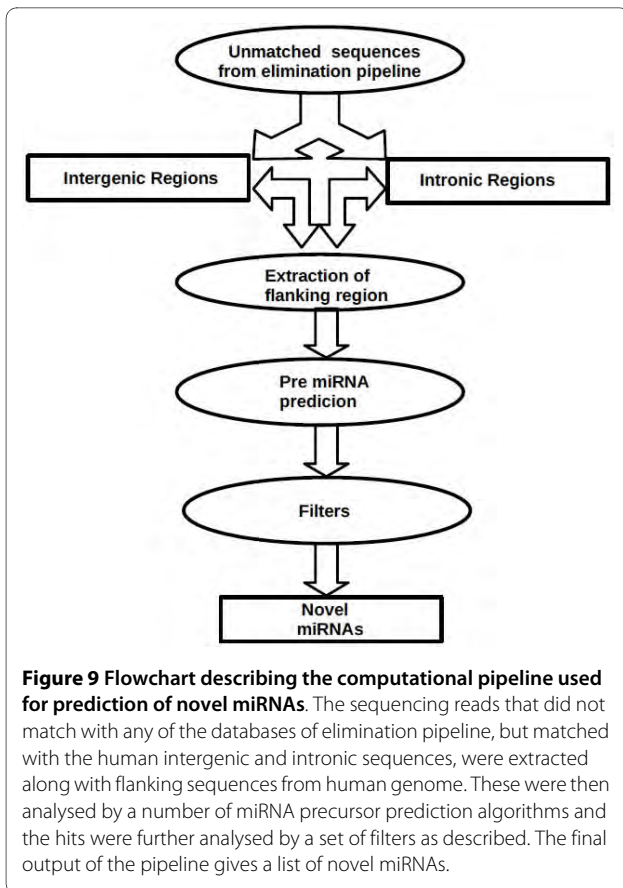 Unmatched sequences
from elimination pipeline
Intergenic Regions
Intronic Regions
Extraction of
flanking region
Pre miRNA
predicion
Filters
Novel
miRNAs
Figure 9 Flowchart describing the computational pipeline used
for prediction of novel miRNAs. The sequencing reads that did not
match with any of the databases of elimination pipeline, but matched
with the human intergenic and intronic sequences, were extracted
along with flanking sequences from human genome. These were then
analysed by a number of miRNA precursor prediction algorithms and
the hits were further analysed by a set of filters as described. The final
output of the pipeline gives a list of novel miRNAs.